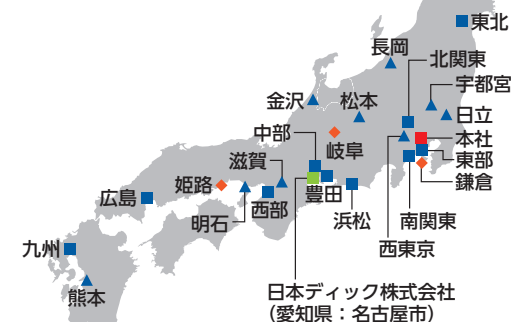 東北
長岡
北関東
宇都宮
金沢
松本
日立
中部
本社
岐阜
滋賀
東部
姫路
鎌倉
広島
豊田
明石
西部
浜松
南関東
九州
西東京
熊本
日本ディック株式会社
(愛知県:名古屋市)